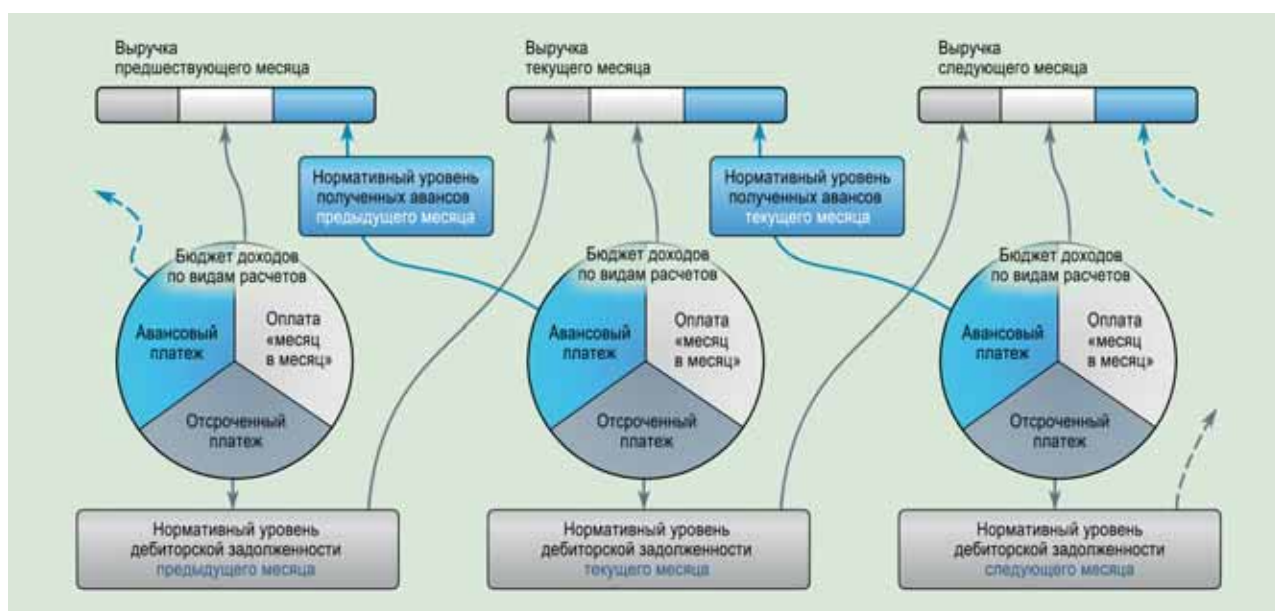 Выручка
предшествующего месяца
Выручка
текущего месяца
Выручка
следующего месяца
Нормативный уровень
полученных авансов
предыдущего месяца
Нормативный уровень
полученных авансов
текущего месяца
Бюджет доходов
по видам расчетов
Авансовый
платеж
Оплата
«месяц
в месяц»
Отсроченный
платеж
Бюджет доходов
по видам расчетов
Авансовый
платеж
Оплата
«месяц
в месяц»
Отсроченный
платеж
Бюджет доходов
по видам расчетов
Авансовый
платеж
Оплата
«месяц
в месяц»
Отсроченный
платеж
Нормативный уровень
дебиторской задолженности
предыдущего месяца
Нормативный уровень
дебиторской задолженности
текущего месяца
Нормативный уровень
дебиторской задолженности
следующего месяца